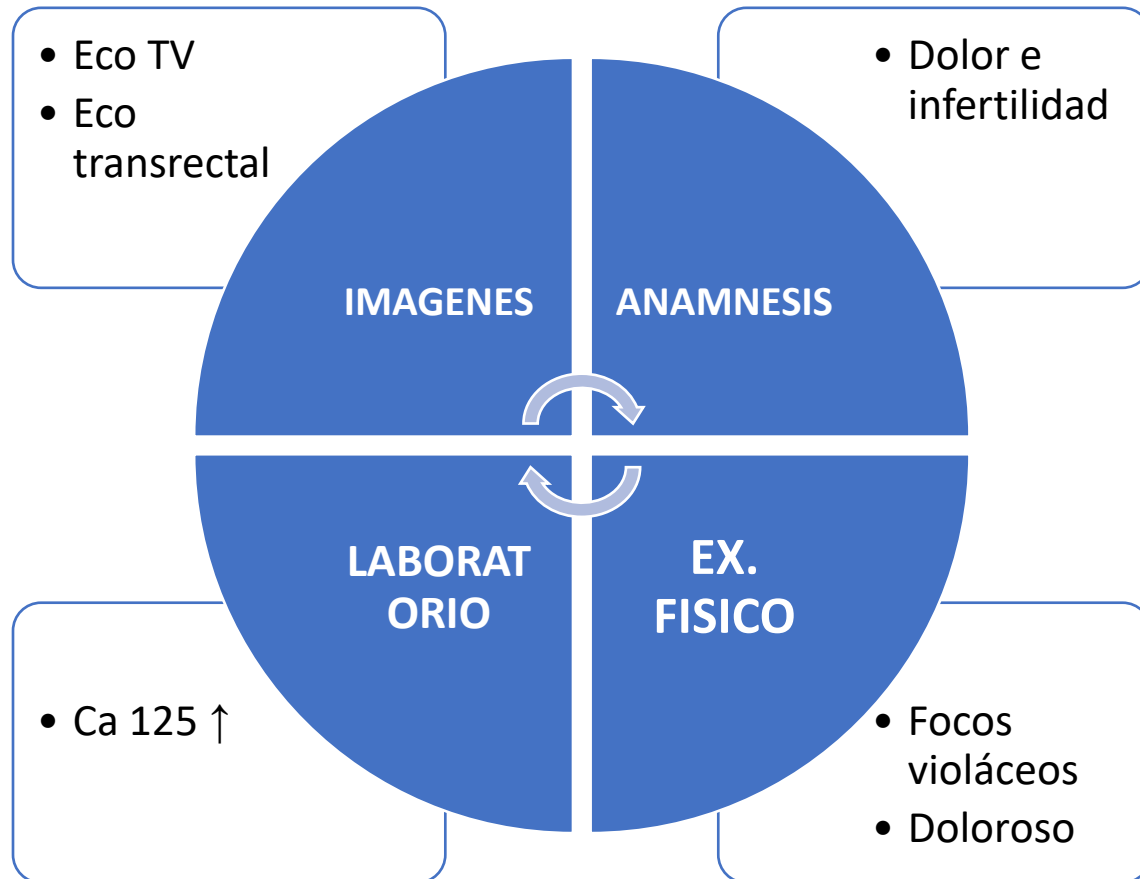 • Eco TV
• Eco
transrectal
• Dolor e
infertilidad
IMAGENES
ANAMNESIS
LABORAT
ORIO
EX.
FISICO
• Ca 125 ↑
• Focos
violáceos
• Doloroso